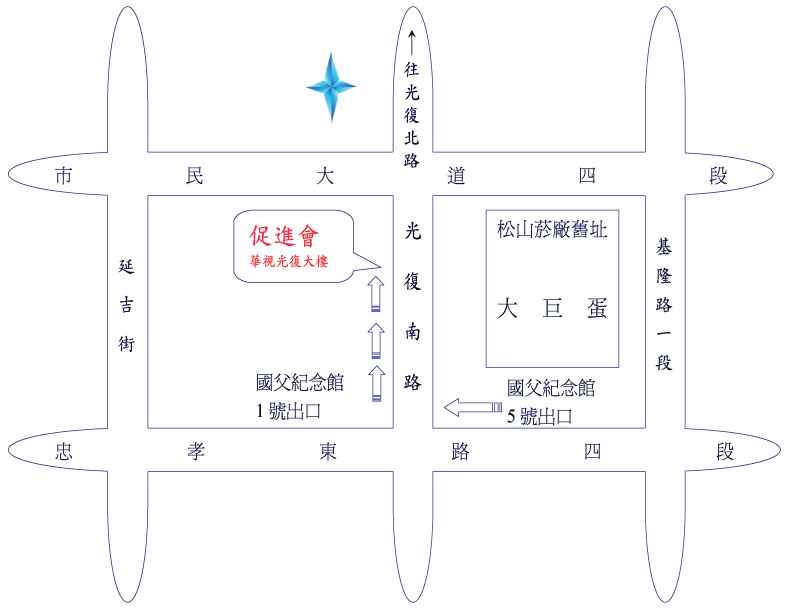 往光復北路
市民大道四段
促進會
華視光復大樓
光復南路
松山菸廠舊址
大巨蛋
延吉街
基隆路一段
國父紀念館
1 號出口
國父紀念館
5 號出口
忠孝東路四段